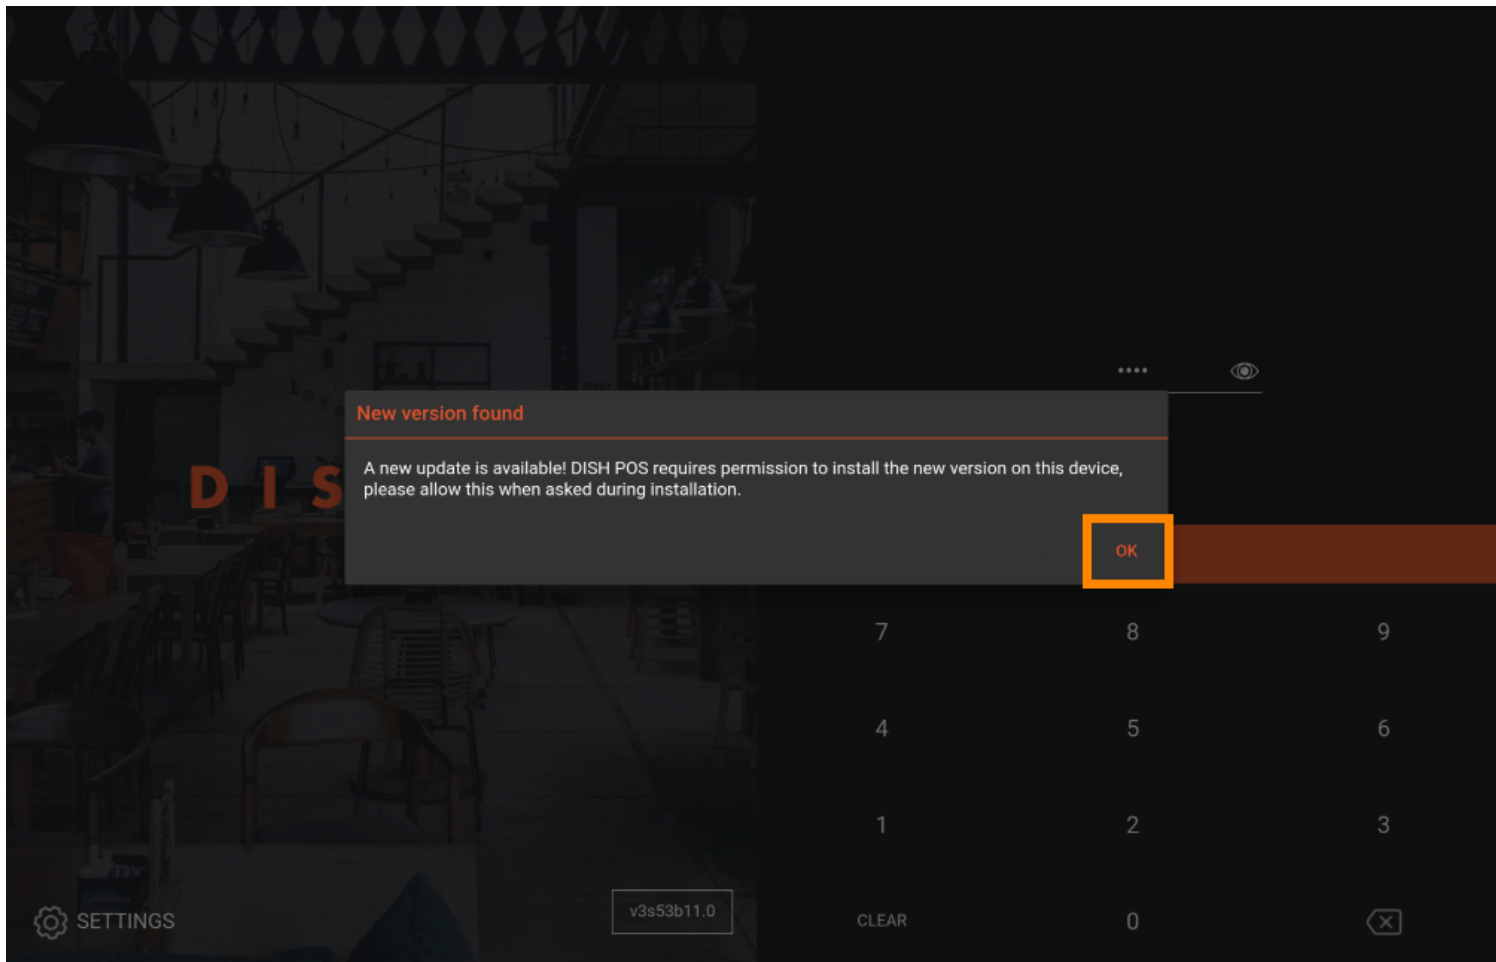 ••••
New version found
A new update is available! DISH POS requires permission to install the new version on this device,
please allow this when asked during installation.
DIS
OK
7 8 9
4 5 6
1 2 3
SETTINGS
v3s53b11.0
CLEAR 0